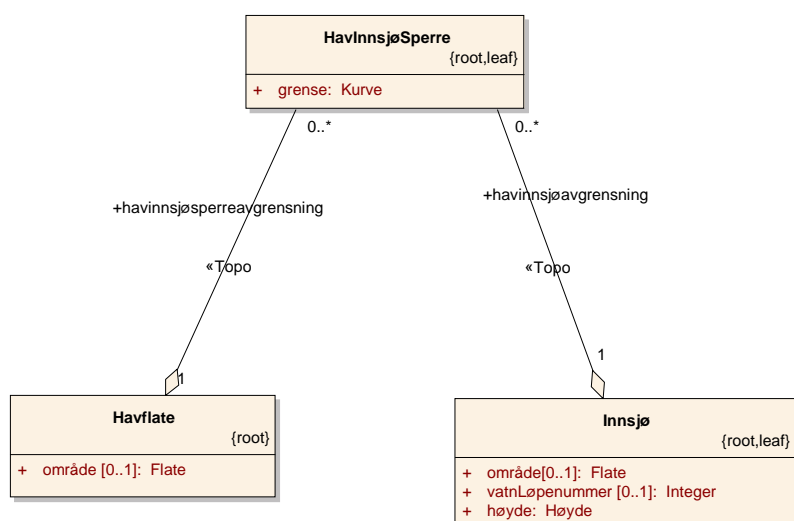 HavInnsjøSperre
{root,leaf}
+ grense: Kurve
0..* 0..*
+havinnsjøsperreavgrensning +havinnsjøavgrensning
«Topo «Topo
1 1
Havflate
{root}
+ område [0..1]: Flate
Innsjø
{root,leaf}
+ område[0..1]: Flate
+ vatnLøpenummer [0..1]: Integer
+ høyde: Høyde